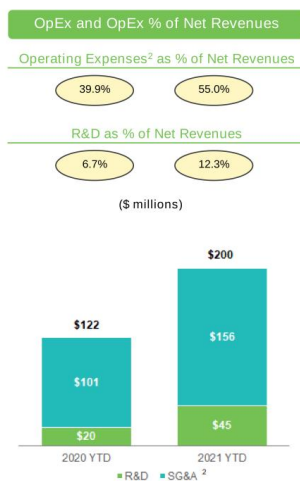 OpEx and OpEx % of Net Revenues
Operating Expenses² as % of Net Revenues
39.9% 55.0%
R&D as % of Net Revenues
6.7% 12.3%
($ millions)
$200
$122
$156
$101
$45
$20
2020 YTD 2021 YTD
R&D SG&A ²